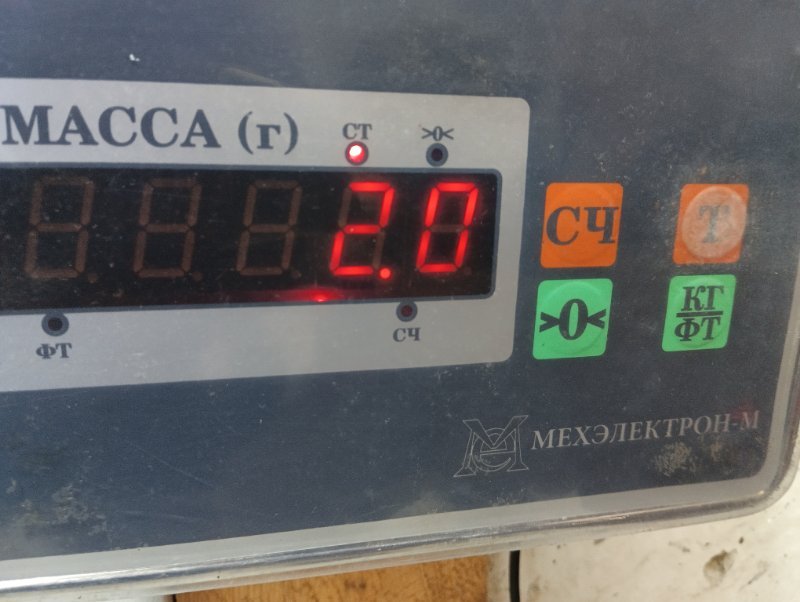 МАССА (г)
СТ
>0<
2.0
СЧ
Т
ФТ
СЧ
>0<
КГ
ФТ
МЕХЭЛЕКТРОН-М